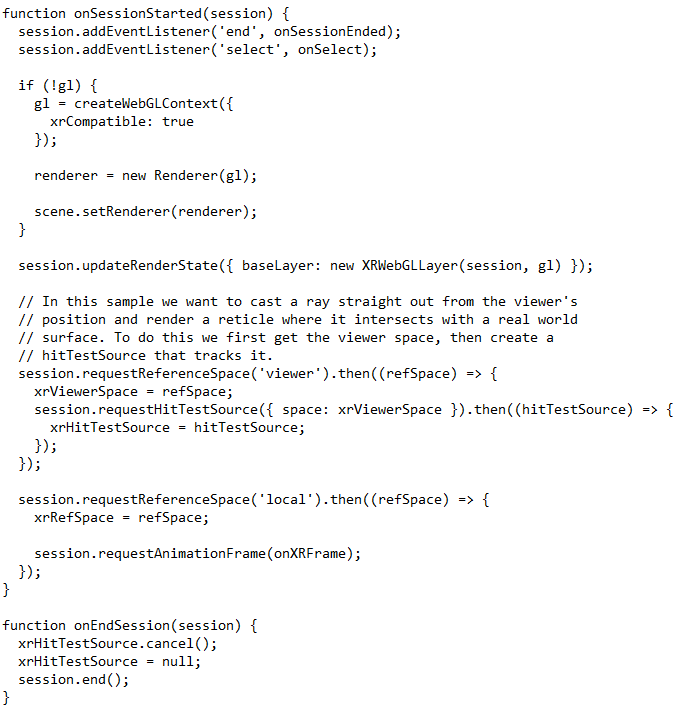 function onSessionStarted(session) {
  session.addEventListener('end', onSessionEnded);
  session.addEventListener('select', onSelect);

  if (!gl) {
    gl = createWebGLContext({
      xrCompatible: true
    });

    renderer = new Renderer(gl);

    scene.setRenderer(renderer);
  }

  session.updateRenderState({ baseLayer: new XRWebGLLayer(session, gl) });

  // In this sample we want to cast a ray straight out from the viewer's
  // position and render a reticle where it intersects with a real world
  // surface. To do this we first get the viewer space, then create a
  // hitTestSource that tracks it.
  session.requestReferenceSpace('viewer').then((refSpace) => {
    xrViewerSpace = refSpace;
    session.requestHitTestSource({ space: xrViewerSpace }).then((hitTestSource) => {
      xrHitTestSource = hitTestSource;
    });
  });

  session.requestReferenceSpace('local').then((refSpace) => {
    xrRefSpace = refSpace;

    session.requestAnimationFrame(onXRFrame);
  });
}

function onEndSession(session) {
  xrHitTestSource.cancel();
  xrHitTestSource = null;
  session.end();
}